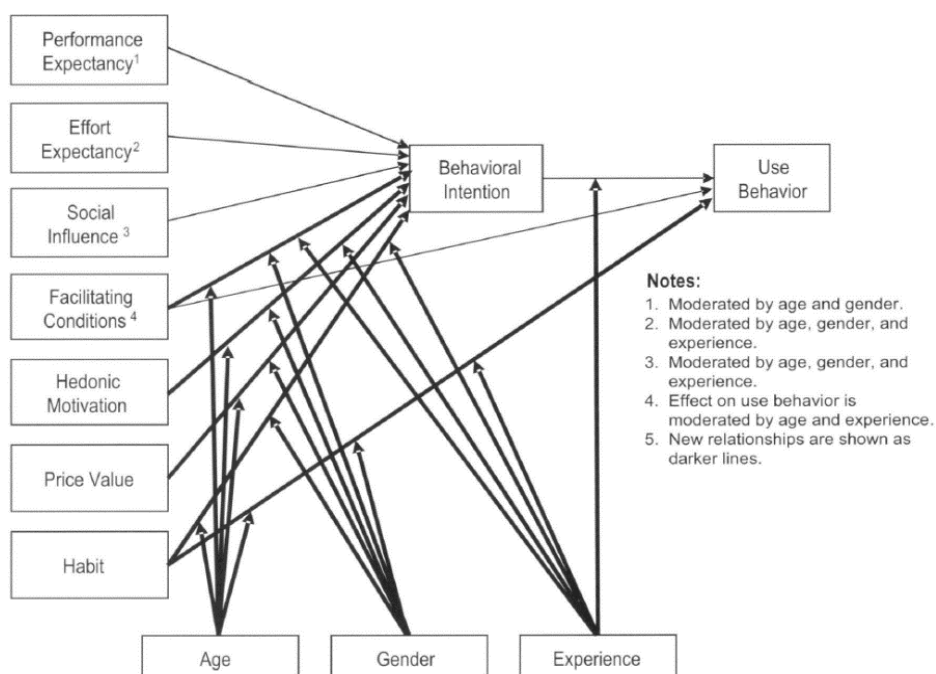 Performance
Expectancy¹
Effort
Expectancy²
Social
Influence ³
Facilitating
Conditions ⁴
Hedonic
Motivation
Price Value
Habit
Behavioral
Intention
Use
Behavior
Notes:
1. Moderated by age and gender.
2. Moderated by age, gender, and
experience.
3. Moderated by age, gender, and
experience.
4. Effect on use behavior is
moderated by age and experience.
5. New relationships are shown as
darker lines.
Age
Gender
Experience